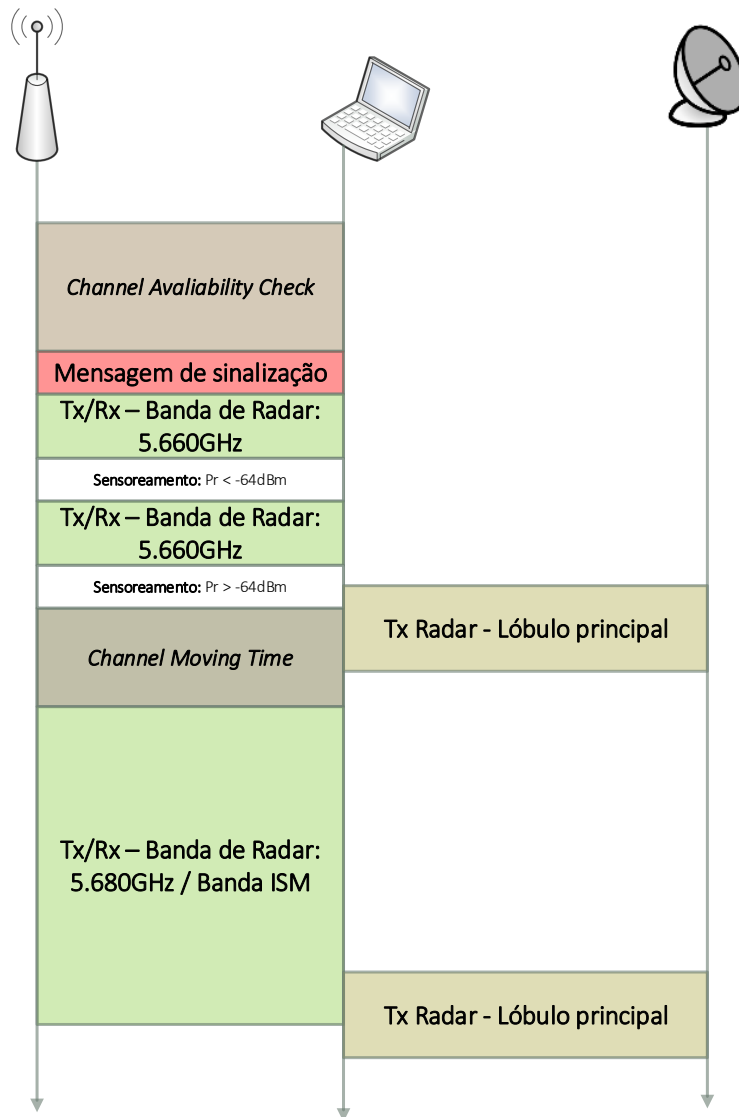 Channel Avaliability Check
Mensagem de sinalização
Tx/Rx – Banda de Radar:
5.660GHz
Sensoreamento: Pr < -64dBm
Tx/Rx – Banda de Radar:
5.660GHz
Sensoreamento: Pr > -64dBm
Tx Radar - Lóbulo principal
Channel Moving Time
Tx/Rx – Banda de Radar:
5.680GHz / Banda ISM
Tx Radar - Lóbulo principal